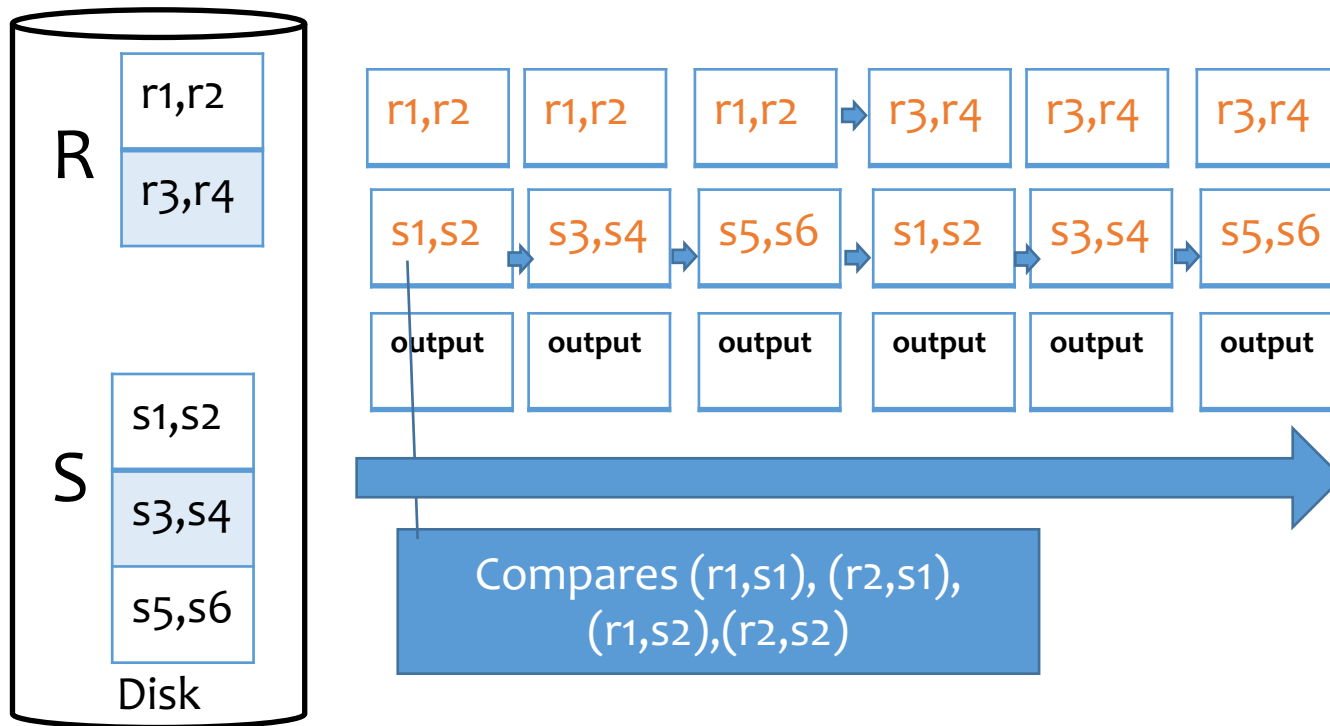 R
r1,r2
r3,r4
S
s1,s2
s3,s4
s5,s6
Disk
r1,r2 r1,r2 r1,r2 r3,r4 r3,r4 r3,r4
s1,s2 s3,s4 s5,s6 s1,s2 s3,s4 s5,s6
output output output output output output
Compares (r1,s1), (r2,s1),
(r1,s2),(r2,s2)